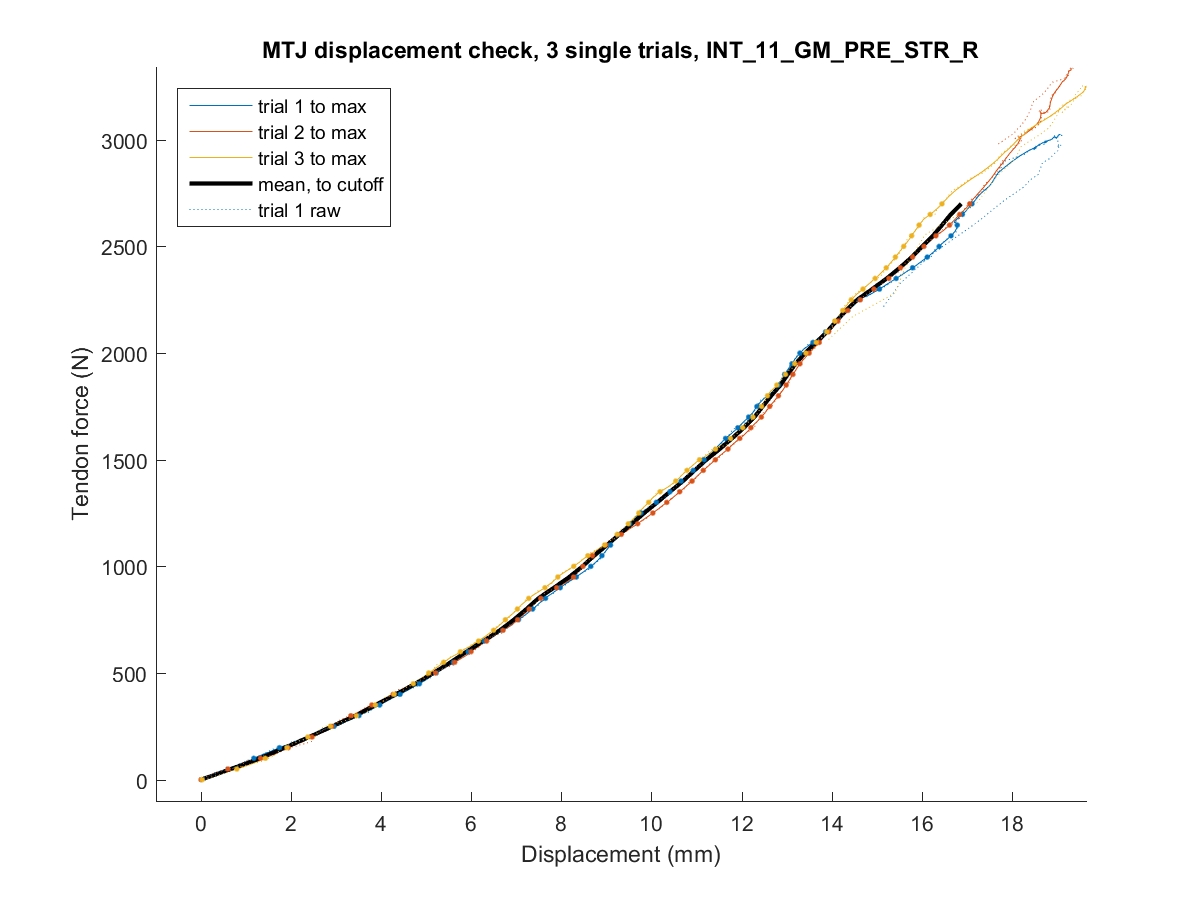 MTJ displacement check, 3 single trials, INT_11_GM_PRE_STR_R
trial 1 to max
trial 2 to max
trial 3 to max
mean, to cutoff
trial 1 raw
3000
2500
2000
1500
1000
500
0
Tendon force (N)
0 2 4 6 8 10 12 14 16 18
Displacement (mm)